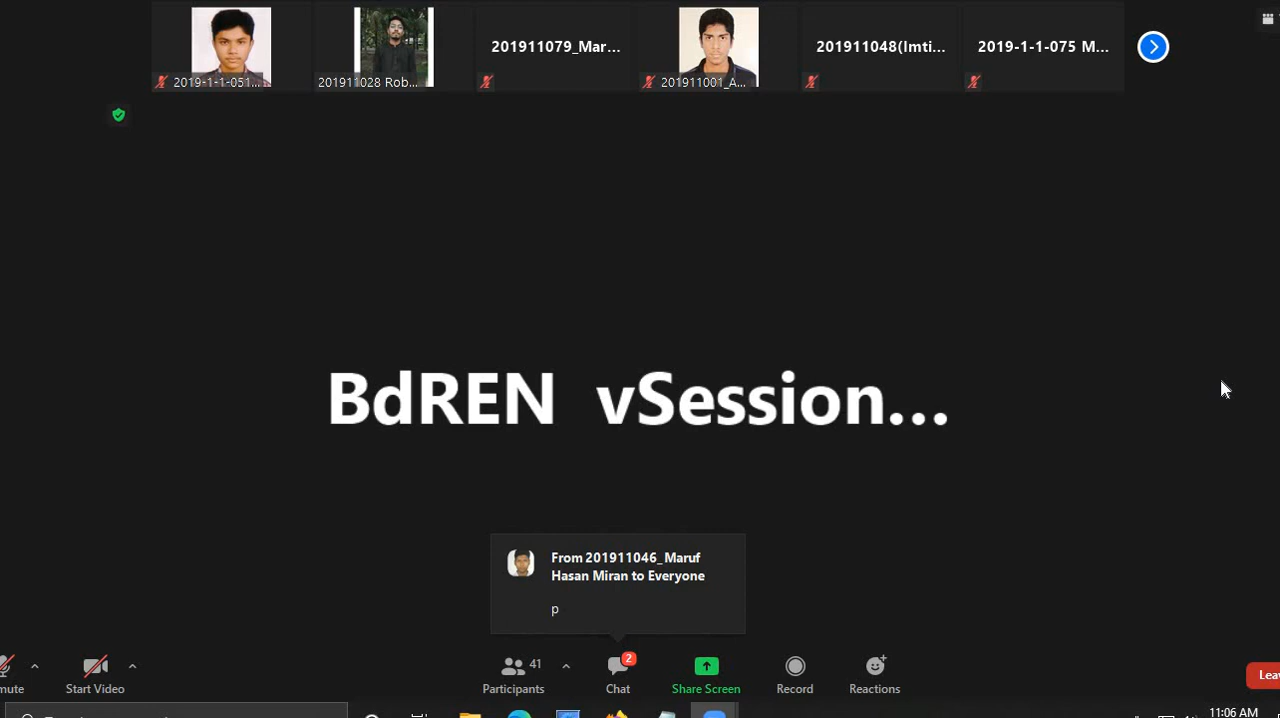 2019-1-1-051...
201911028 Rob...
201911079_Mar...
201911001_A...
201911048(Imti...
2019-1-1-075 M...
BdREN vSession...
From 201911046_Maruf
Hasan Miran to Everyone
p
mute
Start Video
41
Participants
2
Chat
Share Screen
Record
Reactions
Leav
11:06 AM